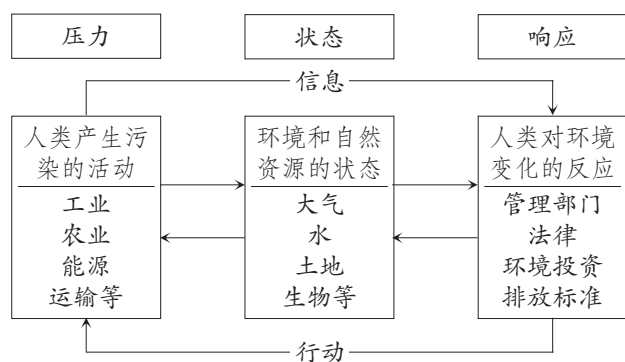 压力
状态
响应
信息
人类产生污
染的活动
工业
农业
能源
运输等
环境和自然
资源的状态
大气
水
土地
生物等
人类对环境
变化的反应
管理部门
法律
环境投资
排放标准
行动